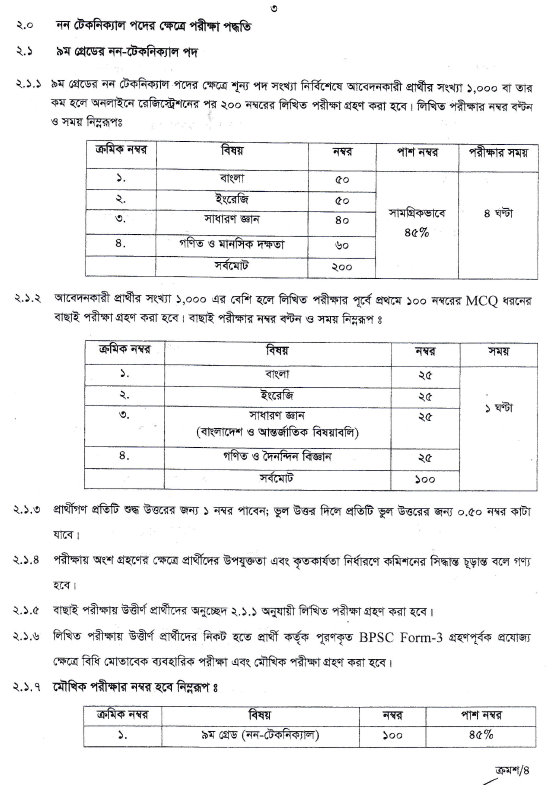 ৩
২.০ নন টেকনিক্যাল পদের ক্ষেত্রে পরীক্ষা পদ্ধতি
২.১ ৯ম গ্রেডের নন-টেকনিক্যাল পদ
২.১.১ ৯ম গ্রেডের নন টেকনিক্যাল পদের ক্ষেত্রে শূন্য পদ সংখ্যা নির্বিশেষে আবেদনকারী প্রার্থীর সংখ্যা ১,০০০ বা তার
কম হলে অনলাইনে রেজিস্ট্রেশনের পর ২০০ নম্বরের লিখিত পরীক্ষা গ্রহণ করা হবে। লিখিত পরীক্ষার নম্বর বণ্টন
ও সময় নিম্নরূপঃ
ক্রমিক নম্বর বিষয় নম্বর পাশ নম্বর পরীক্ষার সময়
১. বাংলা ৫০
২. ইংরেজি ৫০
৩. সাধারণ জ্ঞান ৪০ সামগ্রিকভাবে ৪৫% ৪ ঘণ্টা
৪. গণিত ও মানসিক দক্ষতা ৬০
সর্বমোট ২০০
২.১.২ আবেদনকারী প্রার্থীর সংখ্যা ১,০০০ এর বেশি হলে লিখিত পরীক্ষার পূর্বে প্রথমে ১০০ নম্বরের MCQ ধরনের
বাছাই পরীক্ষা গ্রহণ করা হবে। বাছাই পরীক্ষার নম্বর বণ্টন ও সময় নিম্নরূপ ঃ
ক্রমিক নম্বর বিষয় নম্বর সময়
১. বাংলা ২৫
২. ইংরেজি ২৫
৩. সাধারণ জ্ঞান ২৫ ১ ঘণ্টা
(বাংলাদেশ ও আন্তর্জাতিক বিষয়াবলি)
৪. গণিত ও দৈনন্দিন বিজ্ঞান ২৫
সর্বমোট ১০০
২.১.৩ প্রার্থীগণ প্রতিটি শুদ্ধ উত্তরের জন্য ১ নম্বর পাবেন; ভুল উত্তর দিলে প্রতিটি ভুল উত্তরের জন্য ০.৫০ নম্বর কাটা
যাবে।
২.১.৪ পরীক্ষায় অংশ গ্রহণের ক্ষেত্রে প্রার্থীদের উপযুক্ততা এবং কৃতকার্যতা নির্ধারণে কমিশনের সিদ্ধান্ত চূড়ান্ত বলে গণ্য
হবে।
২.১.৫ বাছাই পরীক্ষায় উত্তীর্ণ প্রার্থীদের অনুচ্ছেদ ২.১.১ অনুযায়ী লিখিত পরীক্ষা গ্রহণ করা হবে।
২.১.৬ লিখিত পরীক্ষায় উত্তীর্ণ প্রার্থীদের নিকট হতে প্রার্থী কর্তৃক পূরণকৃত BPSC Form-3 গ্রহণপূর্বক প্রযোজ্য
ক্ষেত্রে বিধি মোতাবেক ব্যবহারিক পরীক্ষা এবং মৌখিক পরীক্ষা গ্রহণ করা হবে।
২.১.৭ মৌখিক পরীক্ষার নম্বর হবে নিম্নরূপ ঃ
ক্রমিক নম্বর বিষয় নম্বর পাশ নম্বর
১. ৯ম গ্রেড (নন-টেকনিক্যাল) ১০০ ৪৫%
ক্রমশ/৪